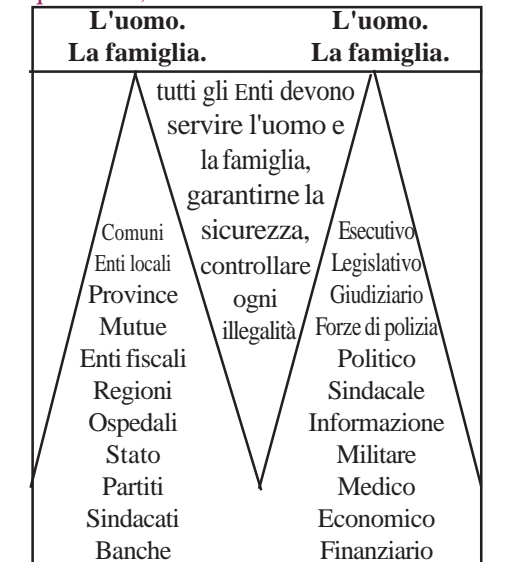 L'uomo.
La famiglia.
L'uomo.
La famiglia.
tutti gli Enti devono
servire l'uomo e
la famiglia,
garantirne la
sicurezza,
controllare
ogni
illegalità
Comuni
Enti locali
Province
Mutue
Enti fiscali
Regioni
Ospedali
Stato
Partiti
Sindacati
Banche
Esecutivo
Legislativo
Giudiziario
Forze di polizia
Politico
Sindacale
Informazione
Militare
Medico
Economico
Finanziario